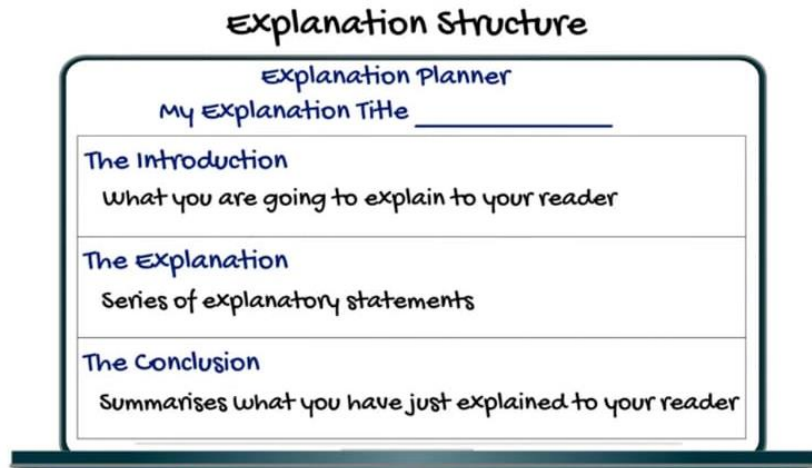 Explanation Structure
Explanation Planner
My Explanation Title ______________
The Introduction
What you are going to explain to your reader
The Explanation
Series of explanatory statements
The Conclusion
Summarises what you have just explained to your reader